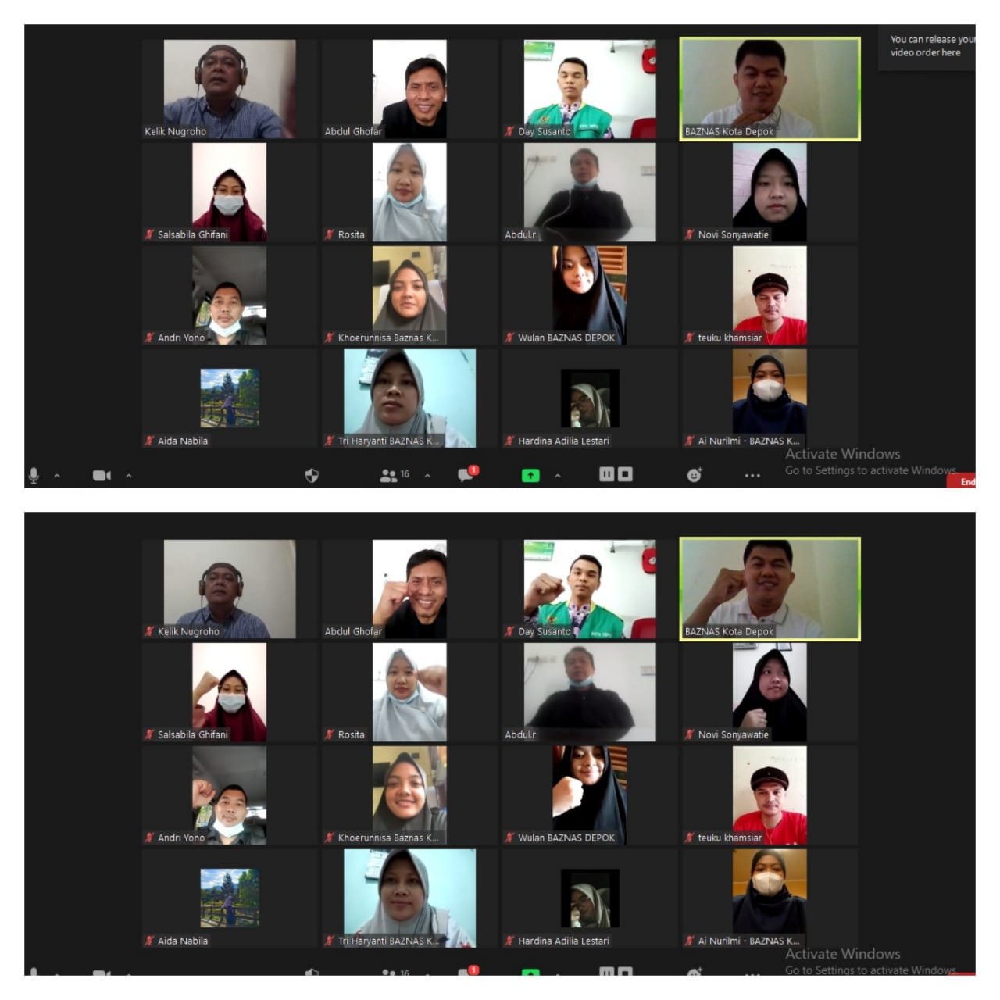 You can release your
video order here
Kelik Nugroho
Abdul Ghofar
Day Susanto
BAZNAS Kota Depok
Salsabila Ghifani
Rosita
Abdul.r
Novi Sonyawatie
Andri Yono
Khoerunnisa Baznas K...
Wulan BAZNAS DEPOK
teuku khamsiar
Aida Nabila
Tri Haryanti BAZNAS K...
Hardina Adilia Lestari
Ai Nurilmi - BAZNAS K...
Activate Windows
Go to Settings to activate Windows.
16
1
End
Kelik Nugroho
Abdul Ghofar
Day Susanto
BAZNAS Kota Depok
Salsabila Ghifani
Rosita
Abdul.r
Novi Sonyawatie
Andri Yono
Khoerunnisa Baznas K...
Wulan BAZNAS DEPOK
teuku khamsiar
Aida Nabila
Tri Haryanti BAZNAS K...
Hardina Adilia Lestari
Ai Nurilmi - BAZNAS K...
Activate Windows
Go to Settings to activate Windows.
16
1